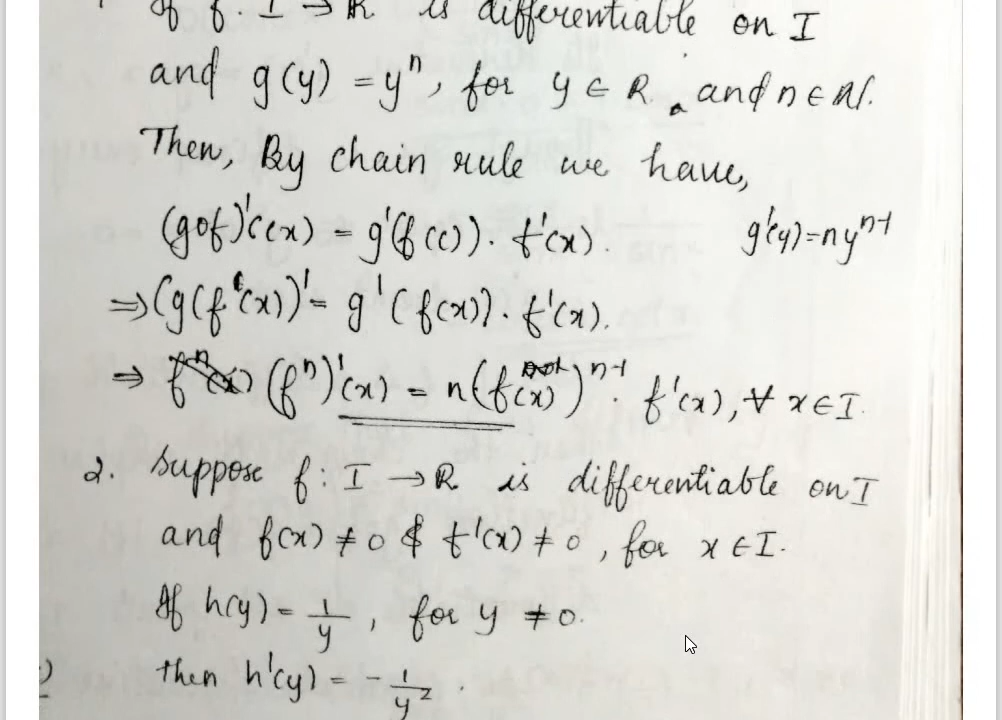 If f : I → R is differentiable on I
and g(y) = yⁿ, for y ∈ R, and n ∈ N.
Then, By chain rule we have,
(gof)'(x) = g'(f(c)) · f'(x). g'(y)=nyⁿ⁻¹
⇒ (g(f(x))' = g'(f(x)) · f'(x).
⇒ (fⁿ)'(x) = n(f(x))ⁿ⁻¹ · f'(x), ∀ x ∈ I.
2. Suppose f : I → R is differentiable on I
and f(x) ≠ 0 & f'(x) ≠ 0, for x ∈ I.
If h(y) = 1/y, for y ≠ 0.
then h'(y) = -1/y².